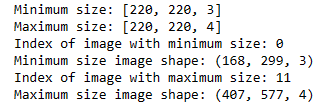 Minimum size: [220, 220, 3]
Maximum size: [220, 220, 4]
Index of image with minimum size: 0
Minimum size image shape: (168, 299, 3)
Index of image with maximum size: 11
Maximum size image shape: (407, 577, 4)